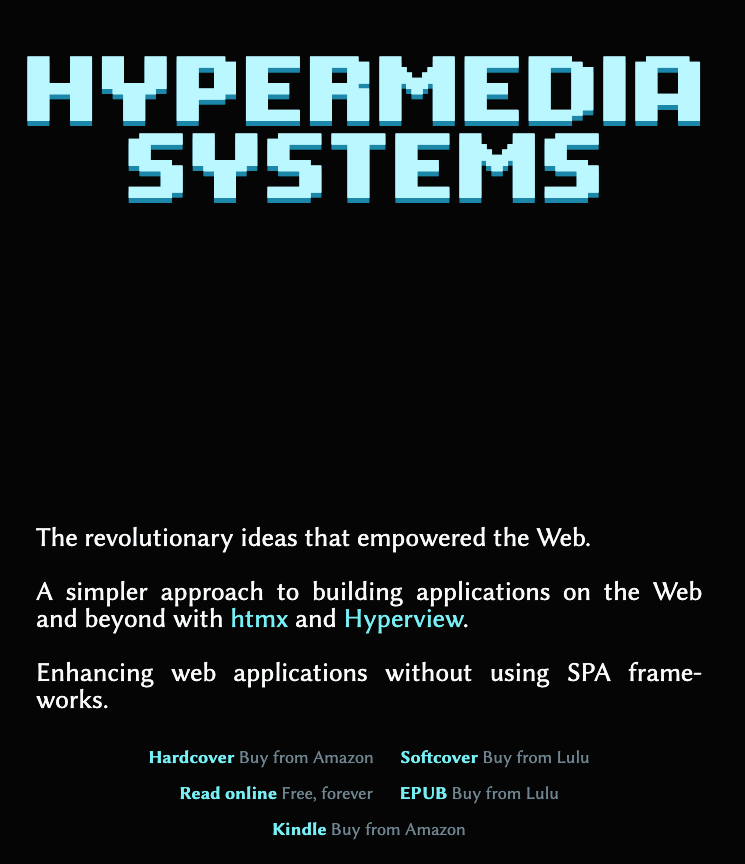 HYPERMEDIA
SYSTEMS
The revolutionary ideas that empowered the Web.
A simpler approach to building applications on the Web
and beyond with htmx and Hyperview.
Enhancing web applications without using SPA frame-
works.
Hardcover Buy from Amazon Softcover Buy from Lulu
Read online Free, forever EPUB Buy from Lulu
Kindle Buy from Amazon